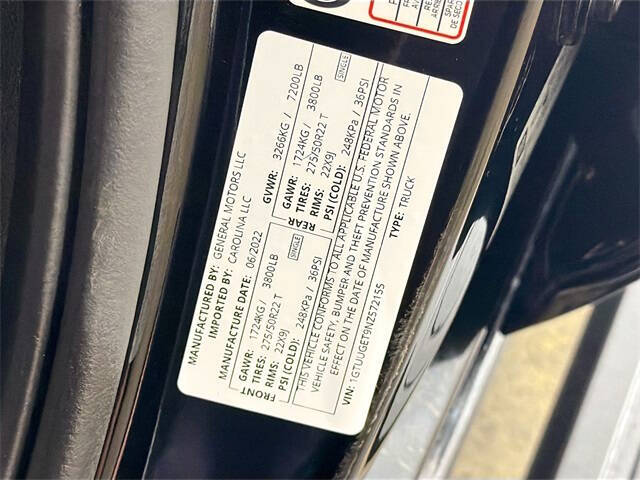 MANUFACTURED BY: GENERAL MOTORS LLC
IMPORTED BY: CAROLINA LLC
MANUFACTURE DATE: 06/2022
GVWR: 3266KG / 7200LB
FRONT
GAWR: 1724KG / 3800LB
TIRES: 275/50R22 T
RIMS: 22X9J
PSI (COLD): 248KPa / 36PSI
SINGLE
REAR
GAWR: 1724KG / 3800LB
TIRES: 275/50R22 T
RIMS: 22X9J
PSI (COLD): 248KPa / 36PSI
SINGLE
THIS VEHICLE CONFORMS TO ALL APPLICABLE U.S. FEDERAL MOTOR
VEHICLE SAFETY, BUMPER AND THEFT PREVENTION STANDARDS IN
EFFECT ON THE DATE OF MANUFACTURE SHOWN ABOVE.
VIN: 1GTUUGET9NZ572155
TYPE: TRUCK